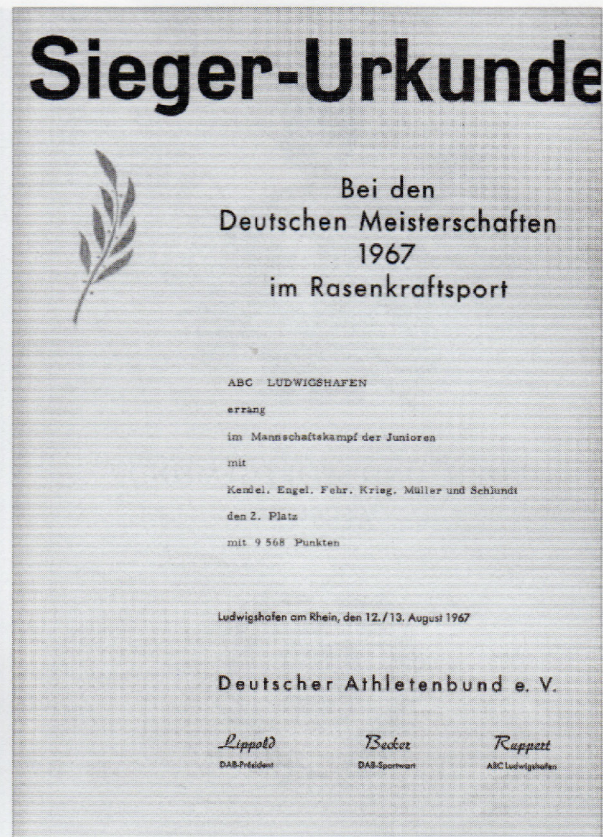 Sieger-Urkunde
Bei den
Deutschen Meisterschaften
1967
im Rasenkraftsport
ABC LUDWIGSHAFEN
errang
im Mannschaftskampf der Junioren
mit
Kendel, Engel, Fehr, Krieg, Müller und Schlundt
den 2. Platz
mit 9 568 Punkten
Ludwigshafen am Rhein, den 12./13. August 1967
Deutscher Athletenbund e. V.
Lippold Becker Ruppert
DAB-Präsident DAB-Sportwart ABC Ludwigshafen